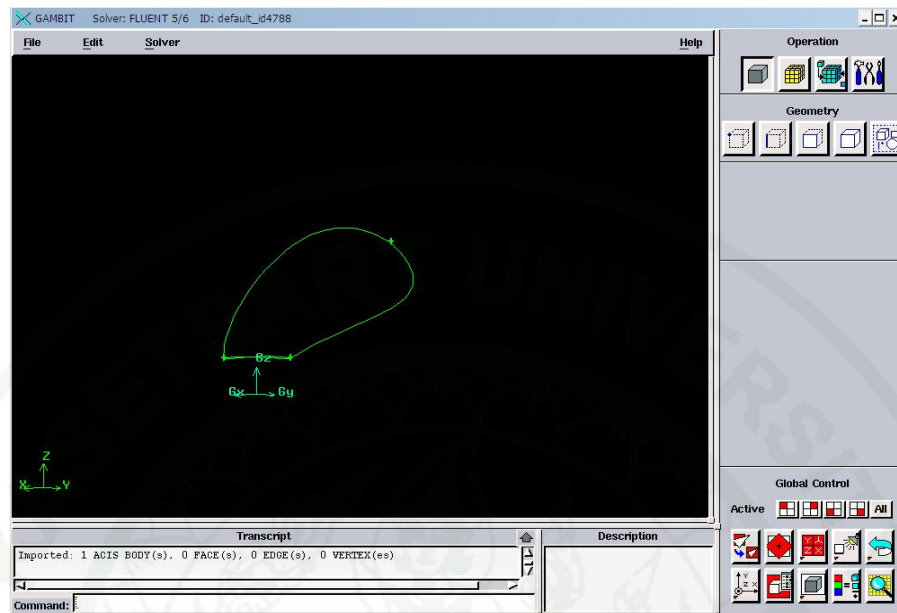 GAMBIT Solver: FLUENT 5/6 ID: default_id4788
File Edit Solver Help
Operation
Geometry
Gz
Gx Gy
Z
X Y
Global Control
Active All
Transcript
Description
Imported: 1 ACIS BODY(s), 0 FACE(s), 0 EDGE(s), 0 VERTEX(es)
Command: